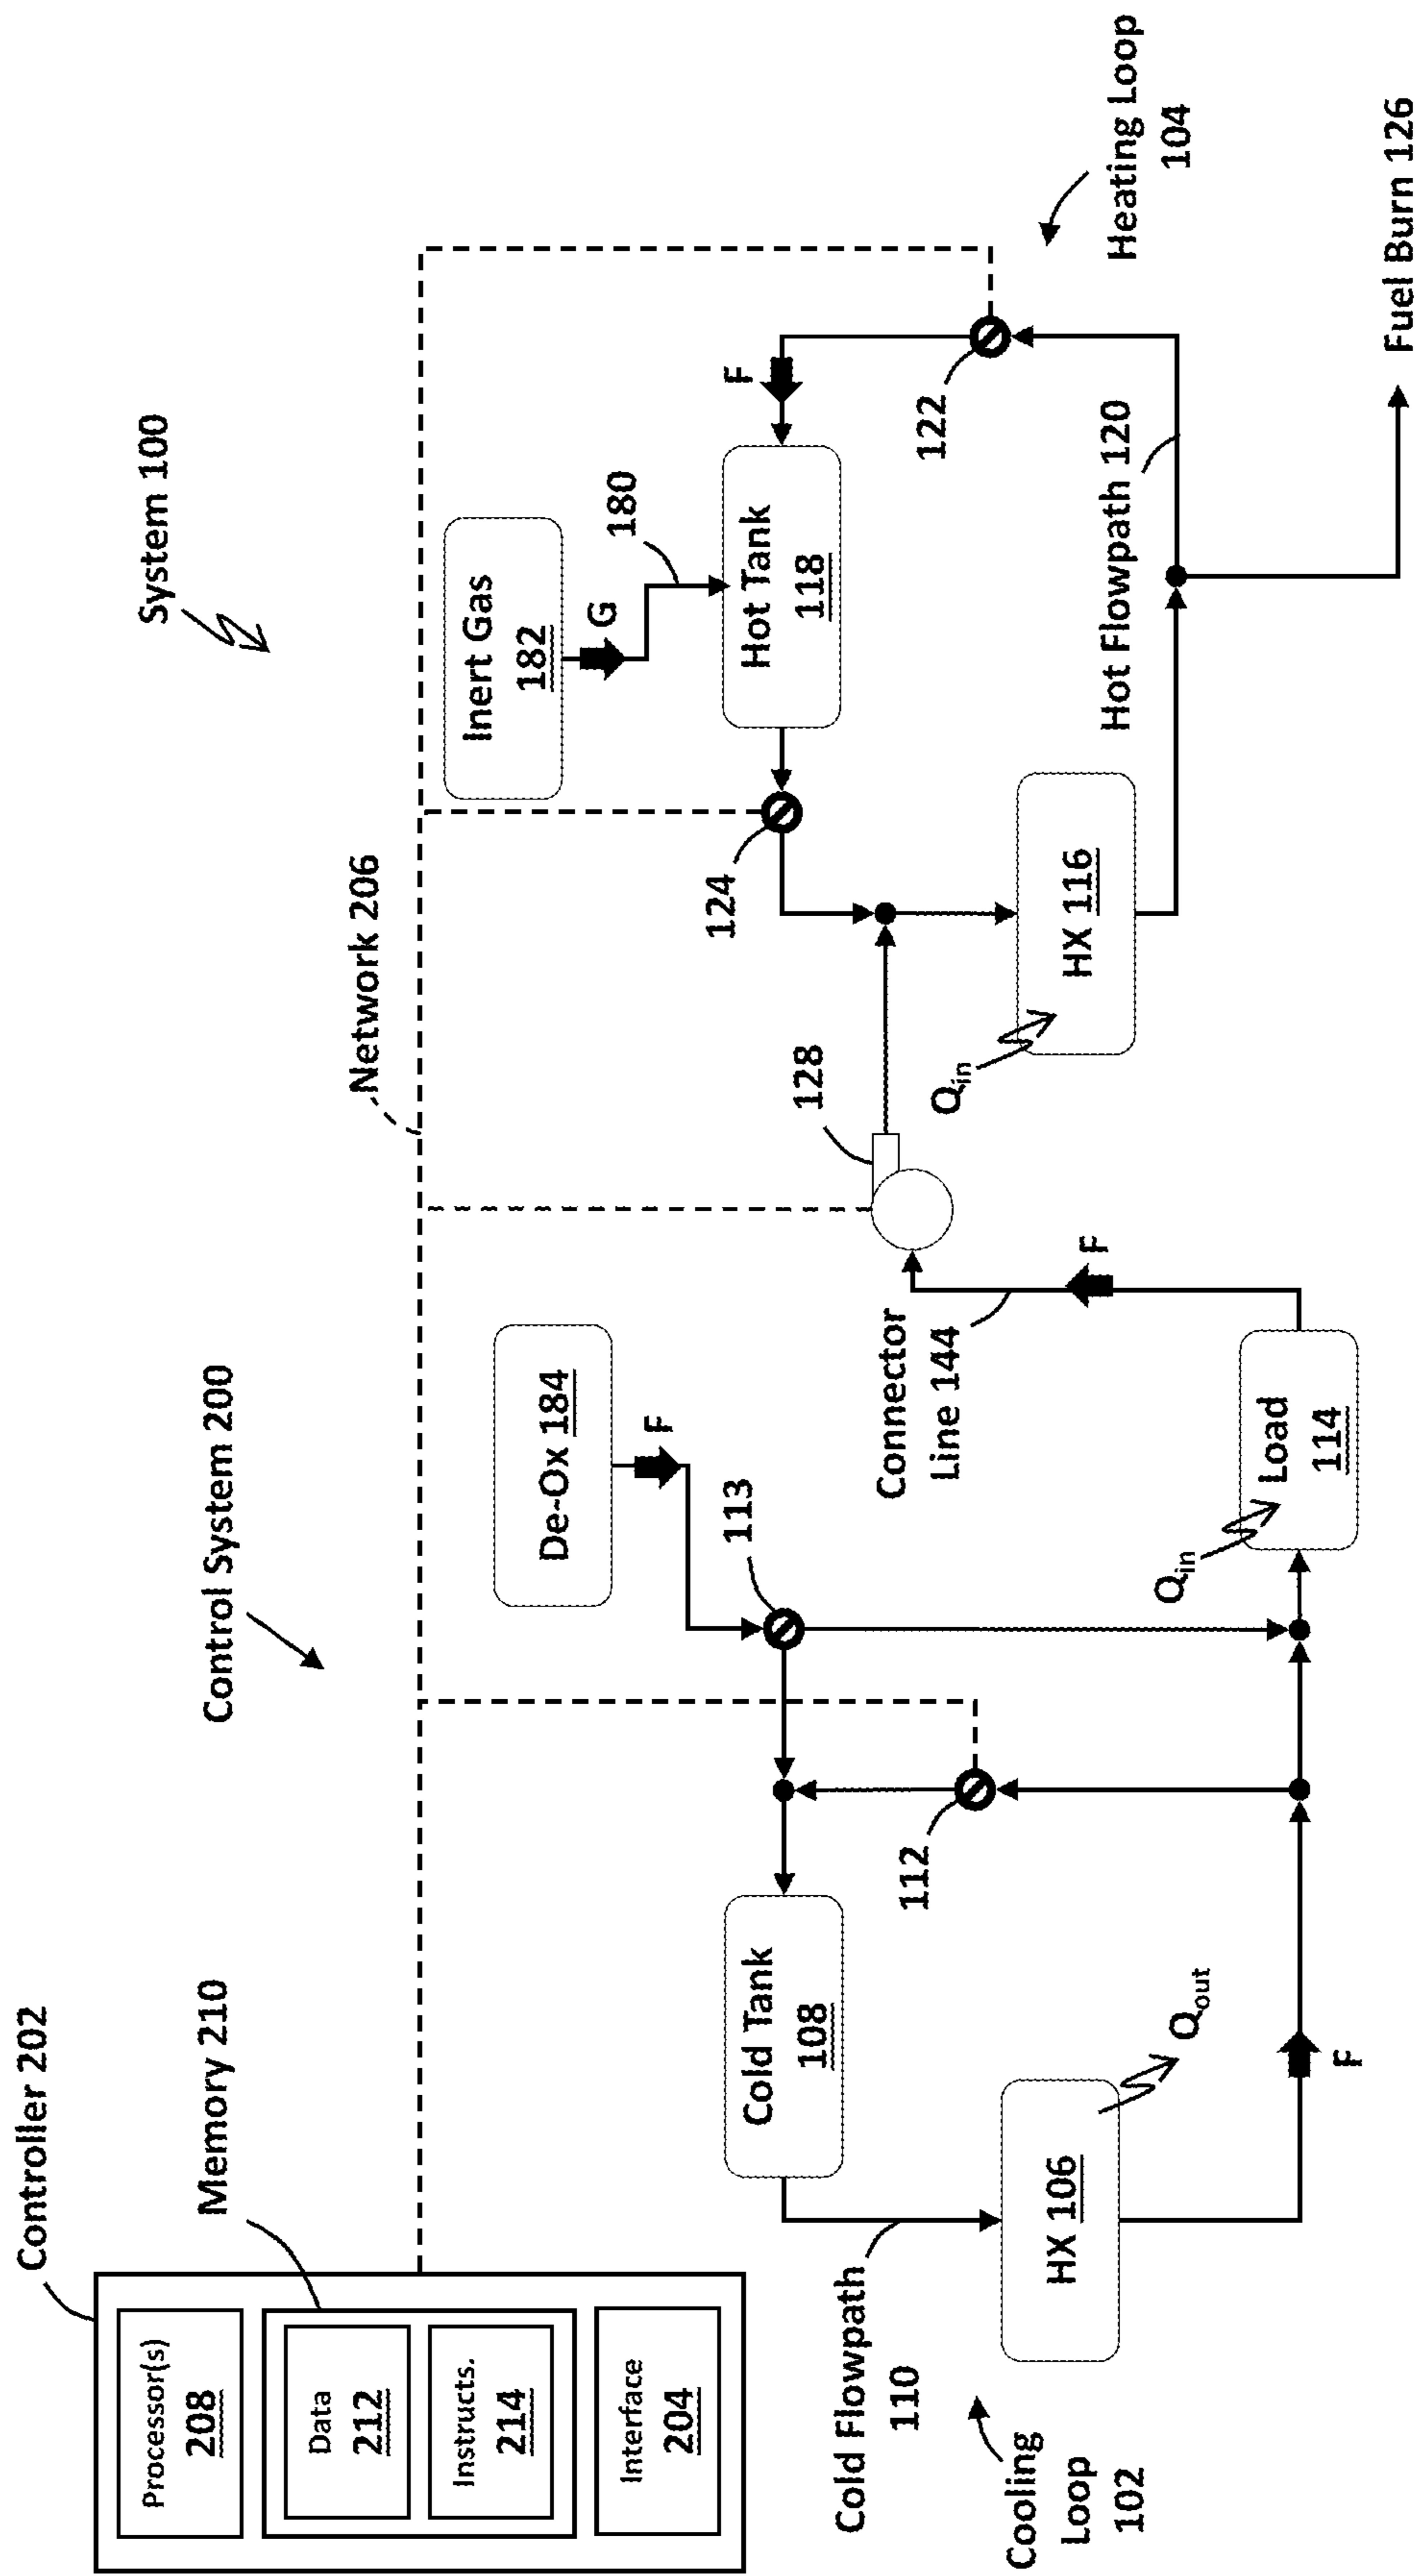 Controller 202
Processor(s)
208
Memory 210
Data
212
Instructs.
214
Interface
204
Control System 200
System 100
Network 206
Cold Flowpath
110
Cooling
Loop
102
Cold Tank
108
HX 106
Qout
F
112
113
De-Ox 184
F
Qin
Load
114
Connector
Line 144
F
128
124
Inert Gas
182
G
180
Hot Tank
118
F
122
Qin
HX 116
Hot Flowpath 120
Heating Loop
104
Fuel Burn 126